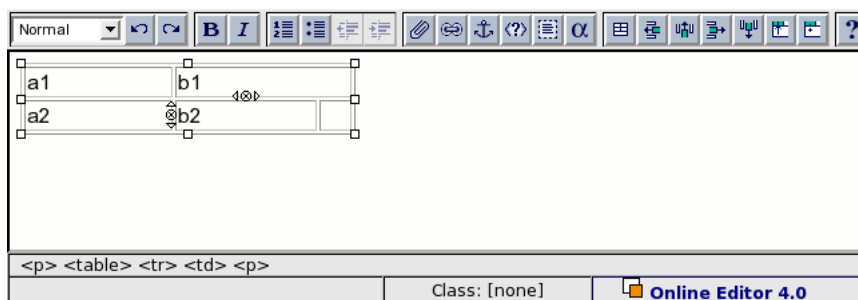 Normal B I α ?
a1 b1
a2 b2
<p> <table> <tr> <td> <p>
Class: [none] Online Editor 4.0